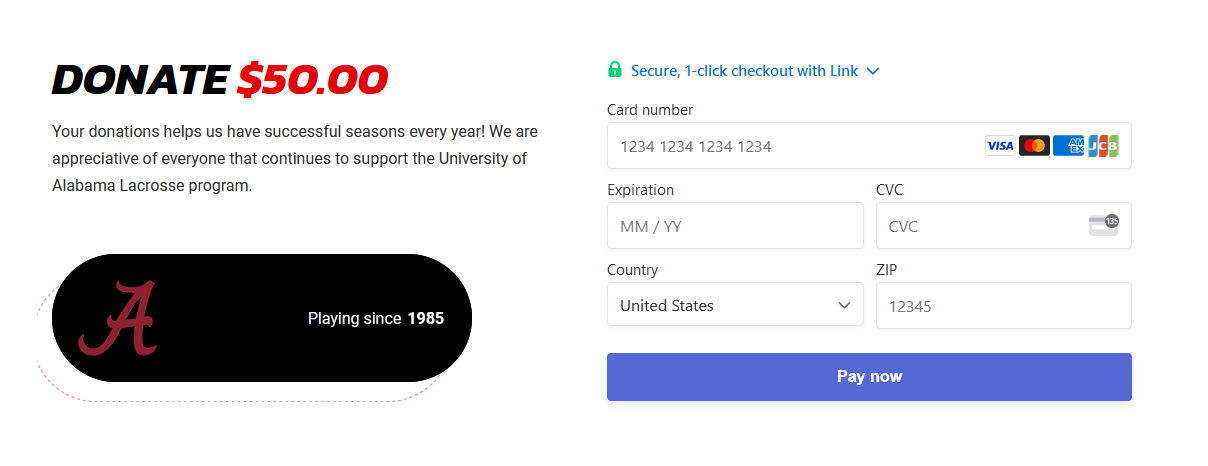 DONATE $50.00
Your donations helps us have successful seasons every year! We are
appreciative of everyone that continues to support the University of
Alabama Lacrosse program.
A
Playing since 1985
Secure, 1-click checkout with Link
Card number
1234 1234 1234 1234
VISA
AM
EX
JCB
Expiration
CVC
MM / YY
CVC
135
Country
ZIP
United States
12345
Pay now